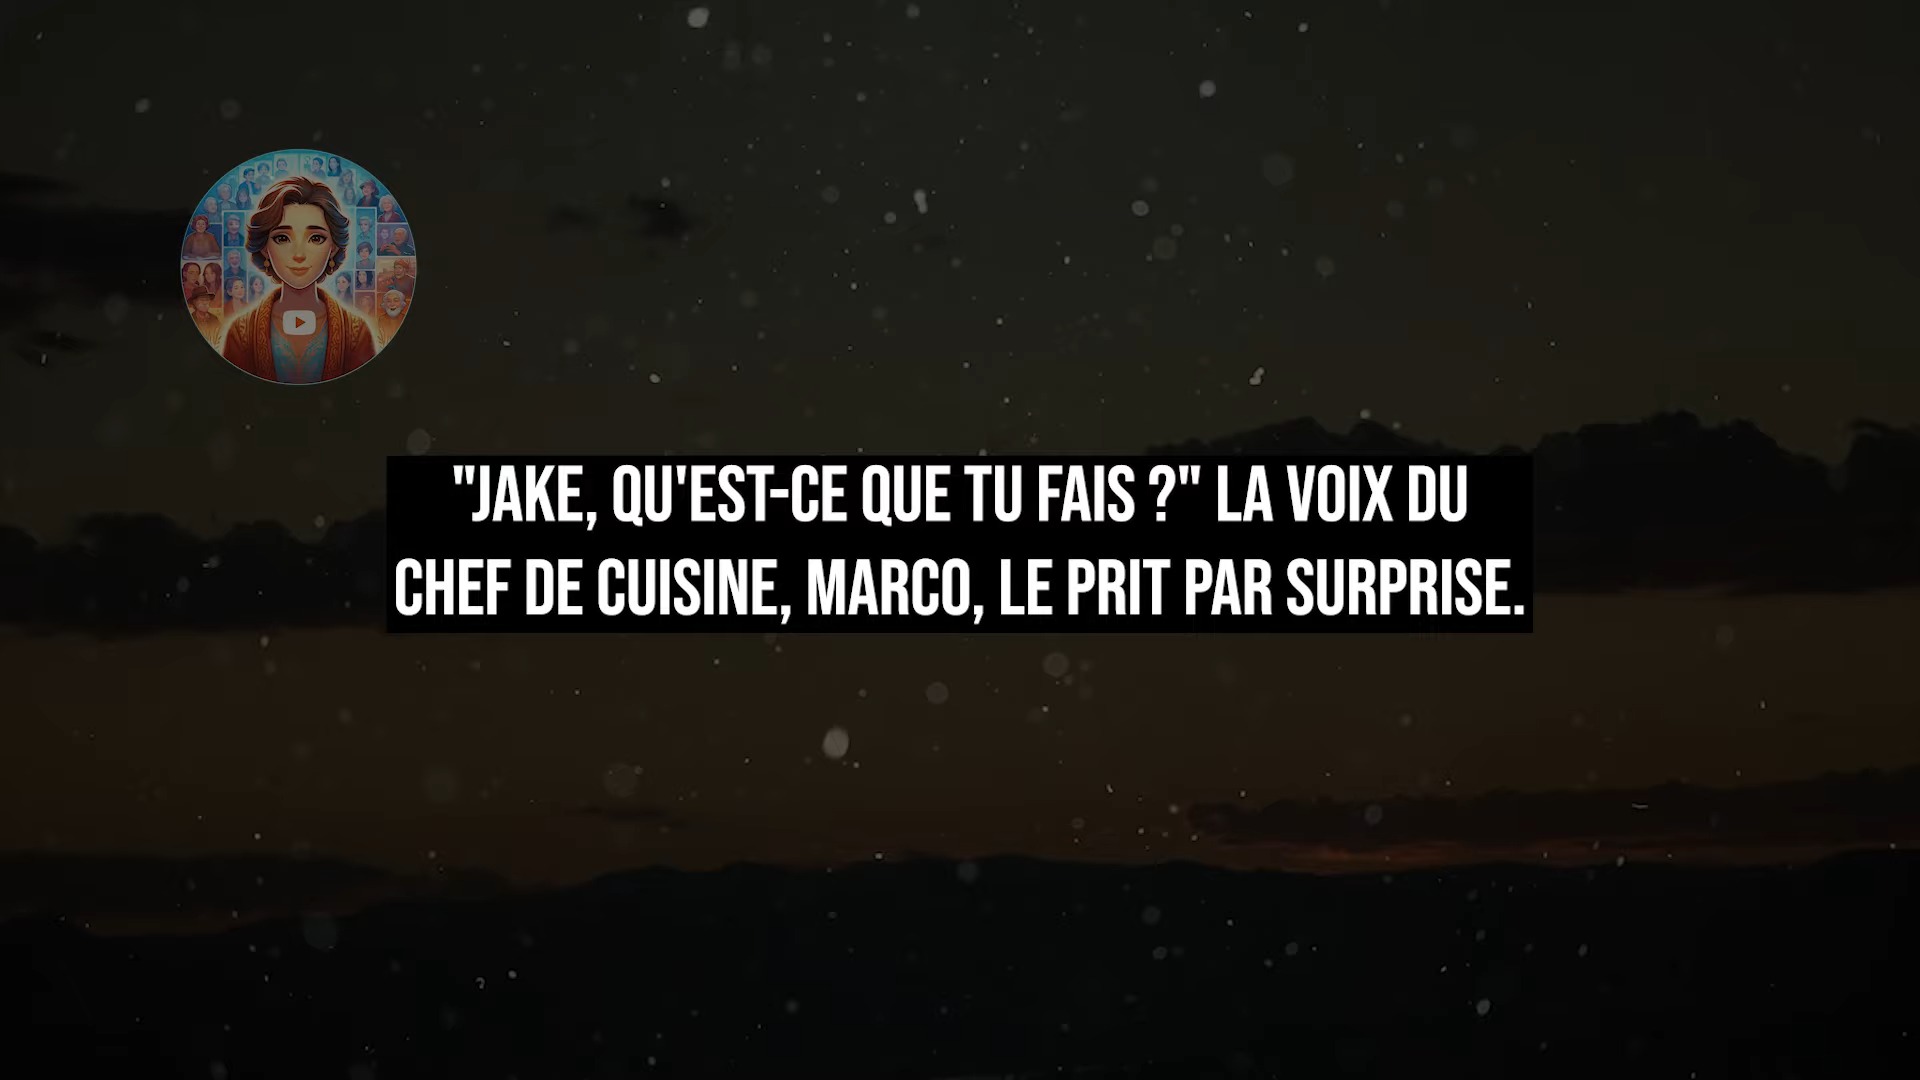 "JAKE, QU'EST-CE QUE TU FAIS ?" LA VOIX DU
CHEF DE CUISINE, MARCO, LE PRIT PAR SURPRISE.